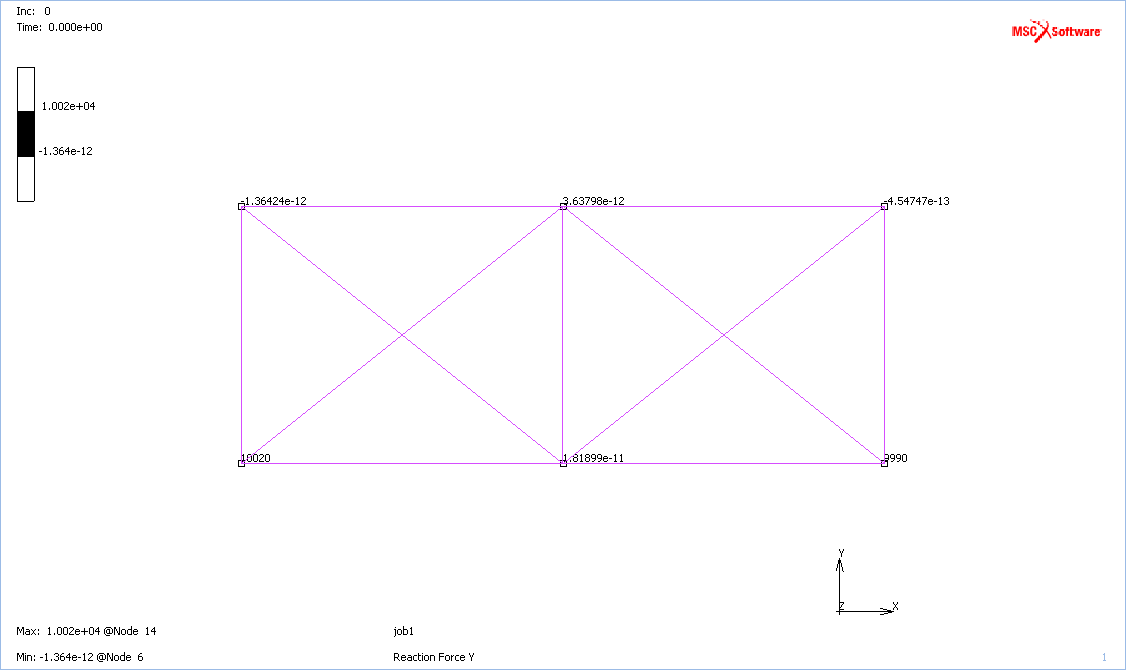 Inc: 0
Time: 0.000e+00
MSC Software
1.002e+04
-1.364e-12
-1.36424e-12
3.63798e-12
-4.54747e-13
10020
1.81899e-11
9990
Y
Z
X
Max: 1.002e+04 @Node 14
job1
Min: -1.364e-12 @Node 6
Reaction Force Y
1